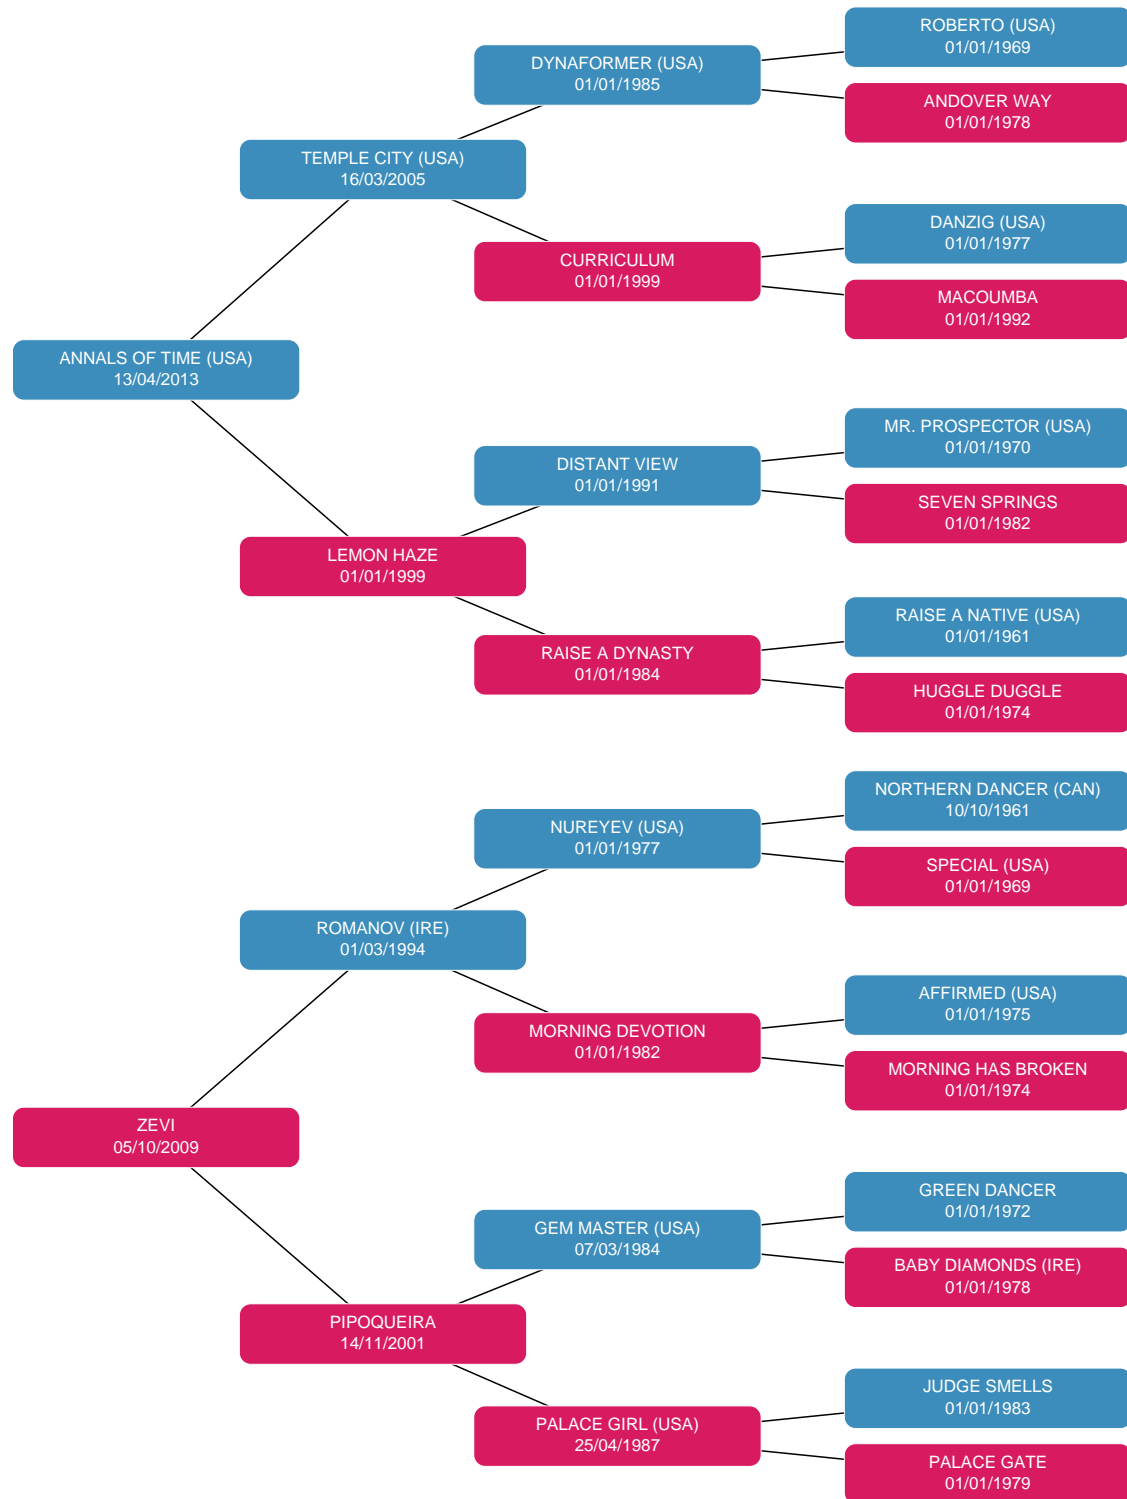 ROBERTO (USA)
01/01/1969
DYNAFORMER (USA)
01/01/1985
ANDOVER WAY
01/01/1978
TEMPLE CITY (USA)
16/03/2005
DANZIG (USA)
01/01/1977
CURRICULUM
01/01/1999
MACOUMBA
01/01/1992
ANNALS OF TIME (USA)
13/04/2013
MR. PROSPECTOR (USA)
01/01/1970
DISTANT VIEW
01/01/1991
SEVEN SPRINGS
01/01/1982
LEMON HAZE
01/01/1999
RAISE A NATIVE (USA)
01/01/1961
RAISE A DYNASTY
01/01/1984
HUGGLE DUGGLE
01/01/1974
NORTHERN DANCER (CAN)
10/10/1961
NUREYEV (USA)
01/01/1977
SPECIAL (USA)
01/01/1969
ROMANOV (IRE)
01/03/1994
AFFIRMED (USA)
01/01/1975
MORNING DEVOTION
01/01/1982
MORNING HAS BROKEN
01/01/1974
ZEVI
05/10/2009
GREEN DANCER
01/01/1972
GEM MASTER (USA)
07/03/1984
BABY DIAMONDS (IRE)
01/01/1978
PIPOQUEIRA
14/11/2001
JUDGE SMELLS
01/01/1983
PALACE GIRL (USA)
25/04/1987
PALACE GATE
01/01/1979